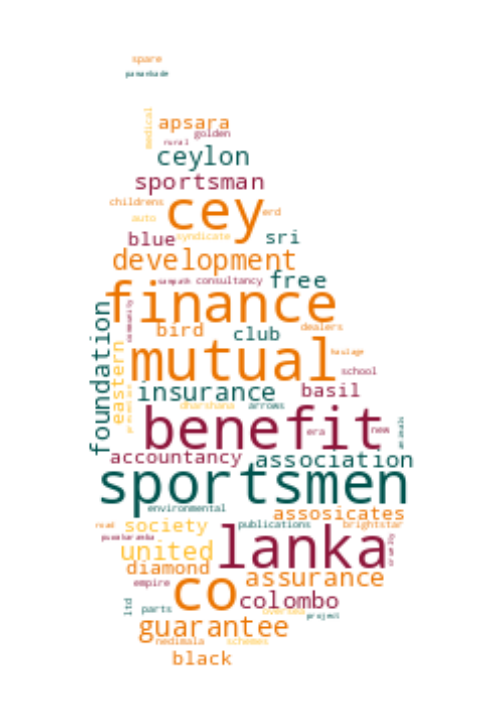 spare
medical
apsara
golden
rural
ceylon
sportsman
childrens
cey
erd
auto
blue
syndicate
sri
development
sampath
consultancy
free
finance
foundation
community
bird
club
dealers
mutual
haulage
eastern
school
insurance
basil
dharshana
arrows
benefit
era
new
animals
accountancy
association
sportsmen
environmental
assosicates
road
society
publications
brightstar
lanka
cruelly
united
diamond
assurance
empire
co
colombo
ltd
parts
project
guarantee
nedimala
schemes
black